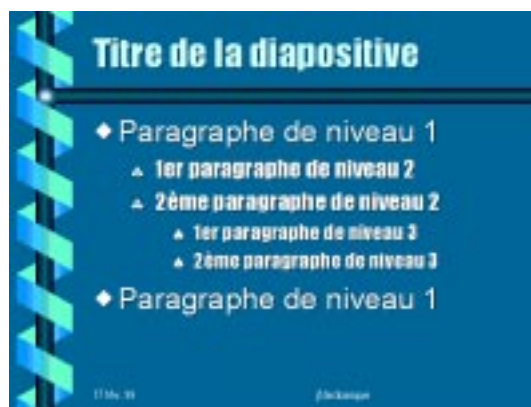 Titre de la diapositive
Paragraphe de niveau 1
1er paragraphe de niveau 2
2ème paragraphe de niveau 2
1er paragraphe de niveau 3
2ème paragraphe de niveau 3
Paragraphe de niveau 1